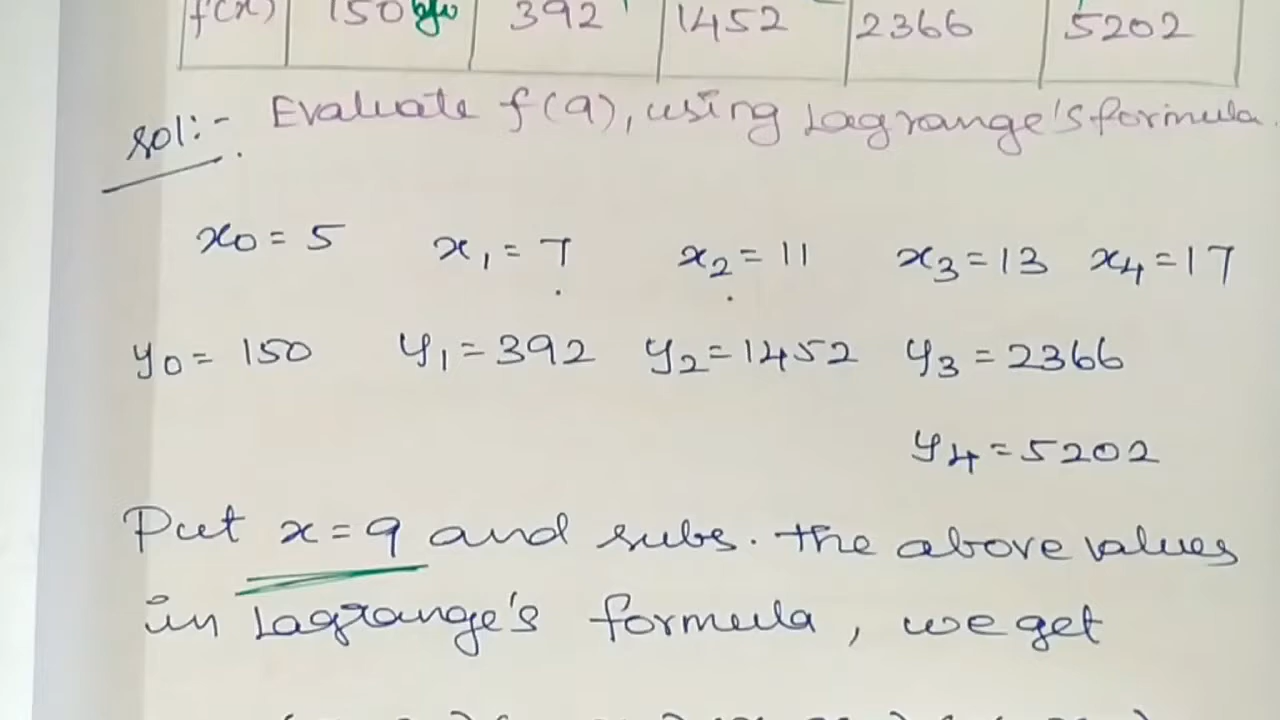 f(x) 150 y0 392 1452 2366 5202
sol:- Evaluate f(9), using Lagrange's formula.
x0 = 5 x1 = 7 x2 = 11 x3 = 13 x4 = 17
y0 = 150 y1 = 392 y2 = 1452 y3 = 2366
y4 = 5202
Put x = 9 and subs. the above values
in Lagrange's formula, we get